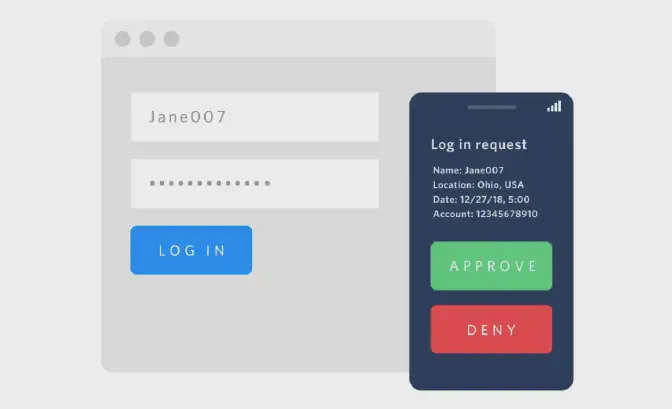 Jane007
•••••••••••••
LOG IN
Log in request
Name: Jane007
Location: Ohio, USA
Date: 12/27/18, 5:00
Account: 12345678910
APPROVE
DENY